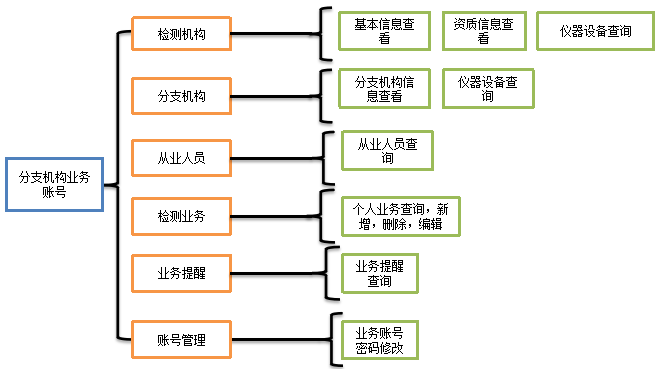 检测机构
基本信息查
看
资质信息查
看
仪器设备查询
分支机构
分支机构信
息查看
仪器设备查
询
从业人员
从业人员查
询
分支机构业务
账号
检测业务
个人业务查询，新
增，删除，编辑
业务提醒
业务提醒
查询
账号管理
业务账号
密码修改